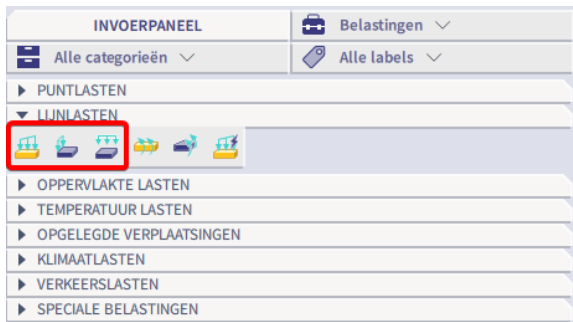 INVOERPANEEL
Belastingen
Alle categorieën
Alle labels
PUNTLASTEN
LIJNLASTEN
OPPERVLAKTE LASTEN
TEMPERATUUR LASTEN
OPGELEGDE VERPLAATSINGEN
KLIMAATLASTEN
VERKEERSLASTEN
SPECIALE BELASTINGEN